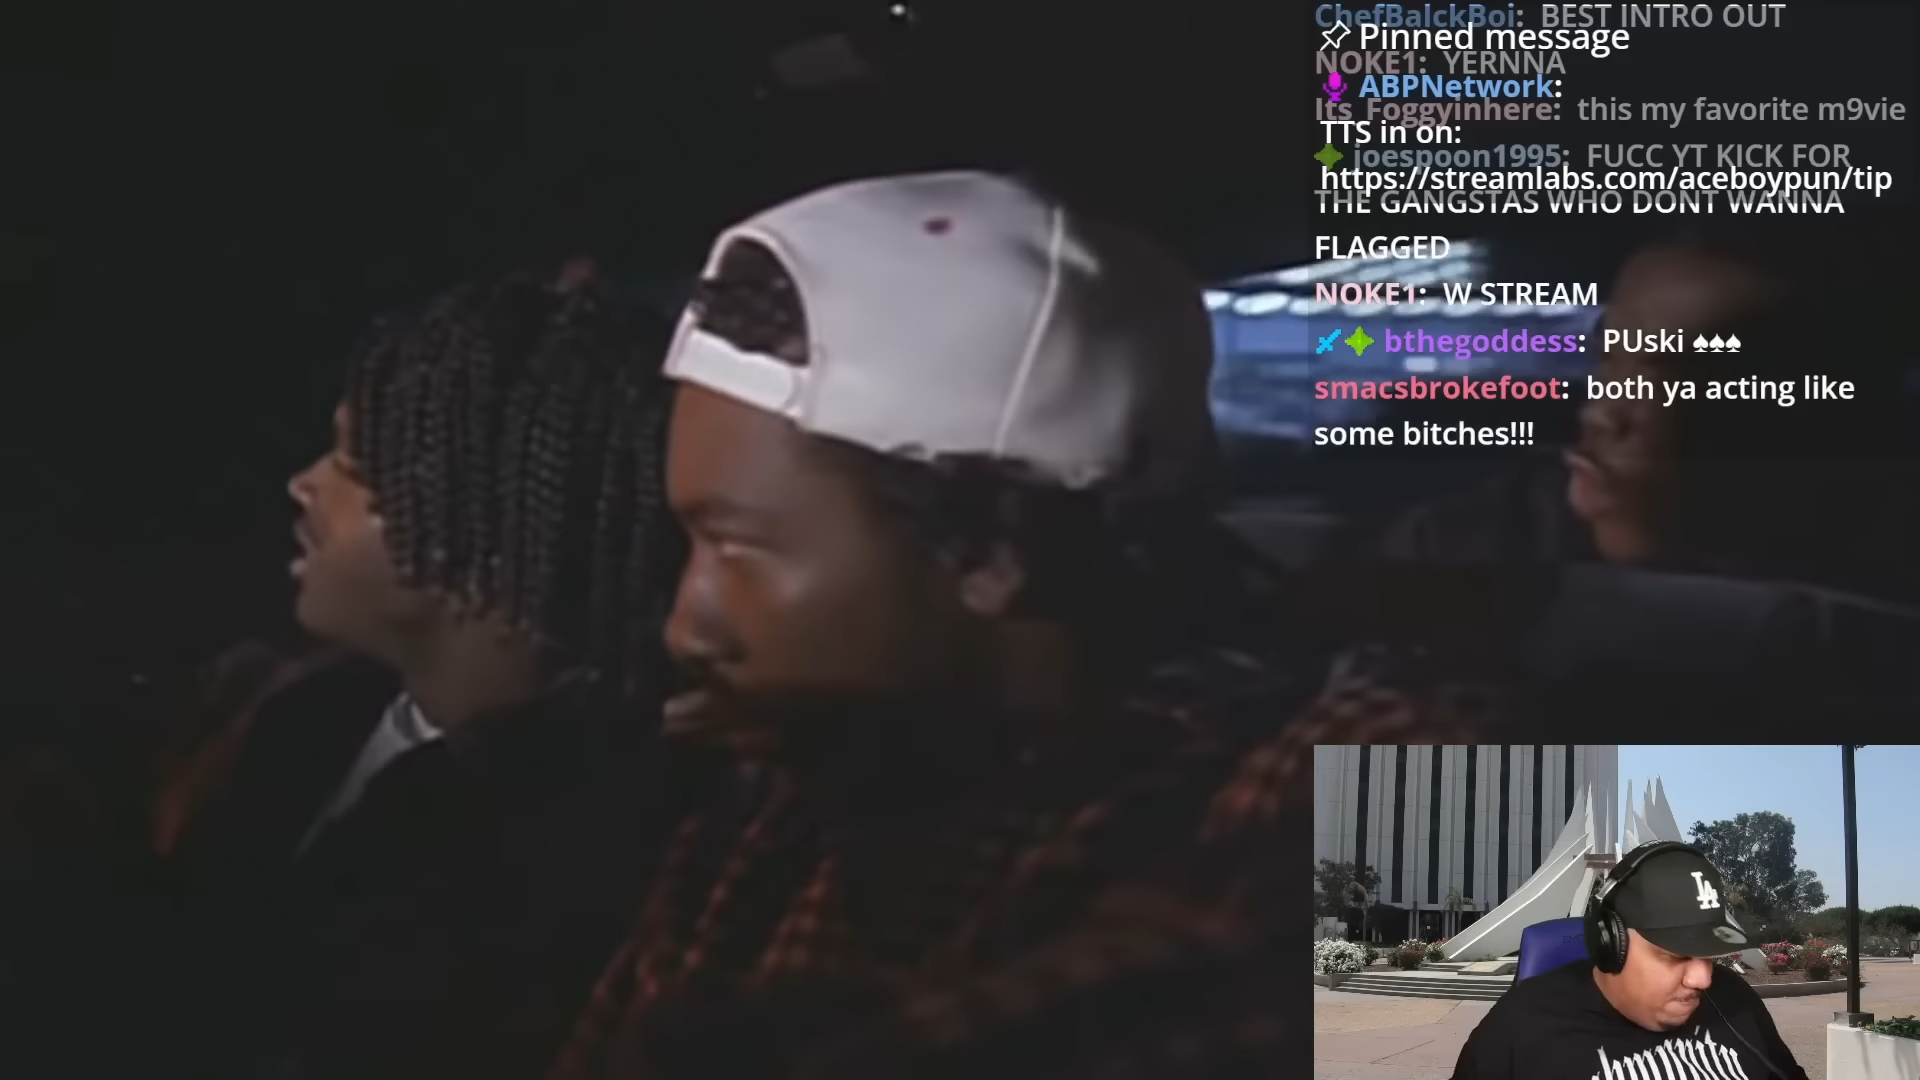 ChefBalckBoi: BEST INTRO OUT
Pinned message
NOKE1: YERNNA
ABPNetwork:
Its_Foggyinhere: this my favorite m9vie
TTS in on:
joespoon1995: FUCC YT KICK FOR
https://streamlabs.com/aceboypun/tip
THE GANGSTAS WHO DONT WANNA
FLAGGED
NOKE1: W STREAM
bthegoddess: PUski ♠♠♠
smacsbrokefoot: both ya acting like
some bitches!!!
LA